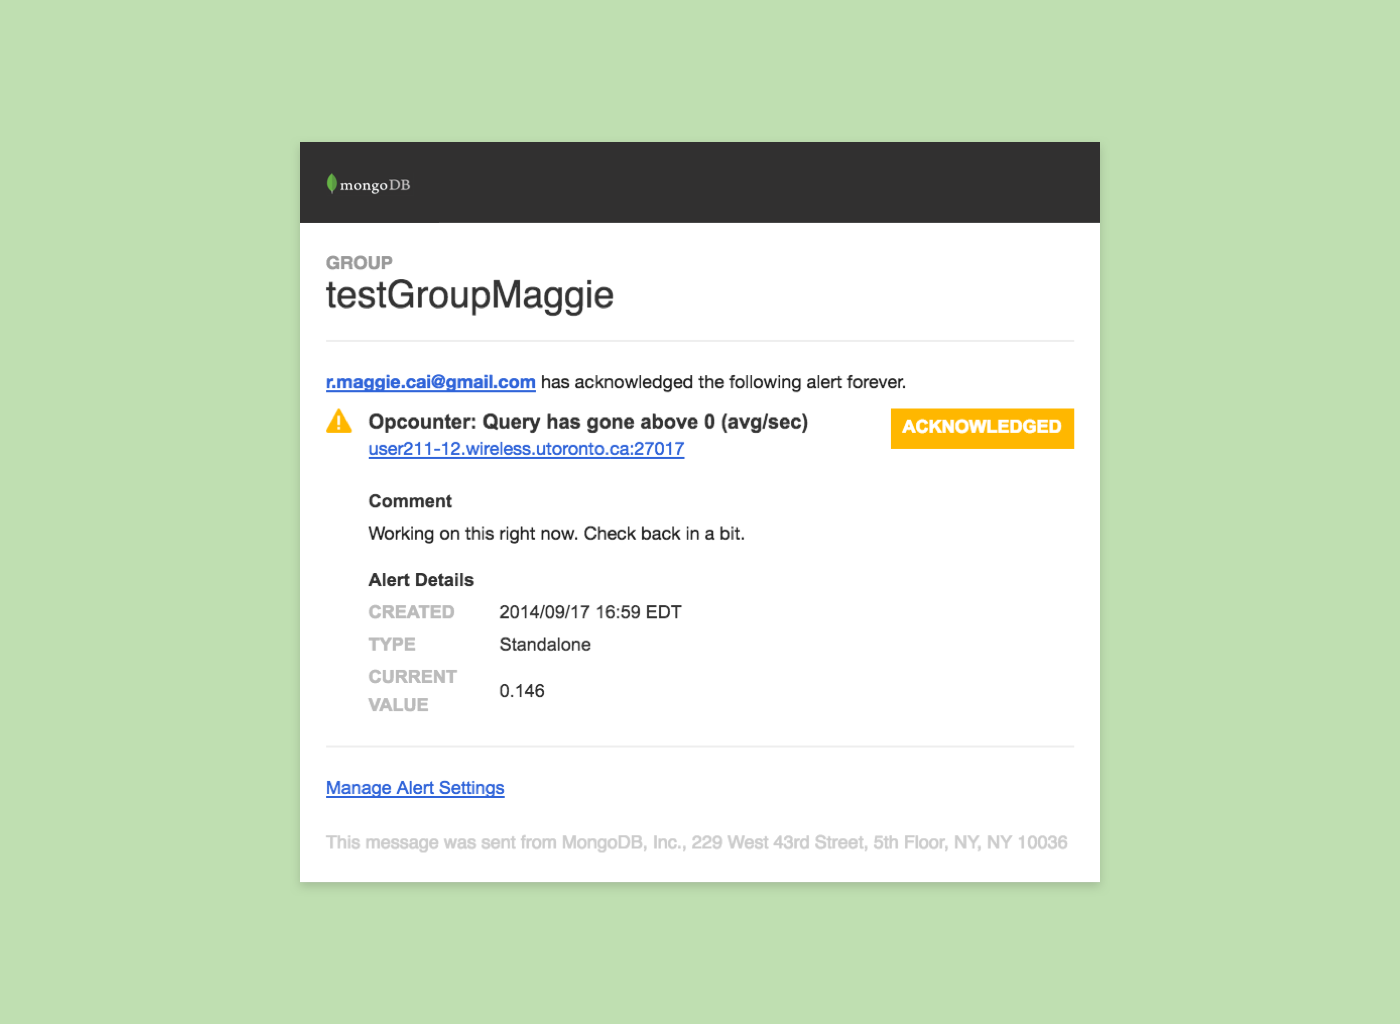 mongoDB
GROUP
testGroupMaggie
r.maggie.cai@gmail.com has acknowledged the following alert forever.
Opcounter: Query has gone above 0 (avg/sec)
ACKNOWLEDGED
user211-12.wireless.utoronto.ca:27017
Comment
Working on this right now. Check back in a bit.
Alert Details
CREATED 2014/09/17 16:59 EDT
TYPE Standalone
CURRENT
VALUE
0.146
Manage Alert Settings
This message was sent from MongoDB, Inc., 229 West 43rd Street, 5th Floor, NY, NY 10036